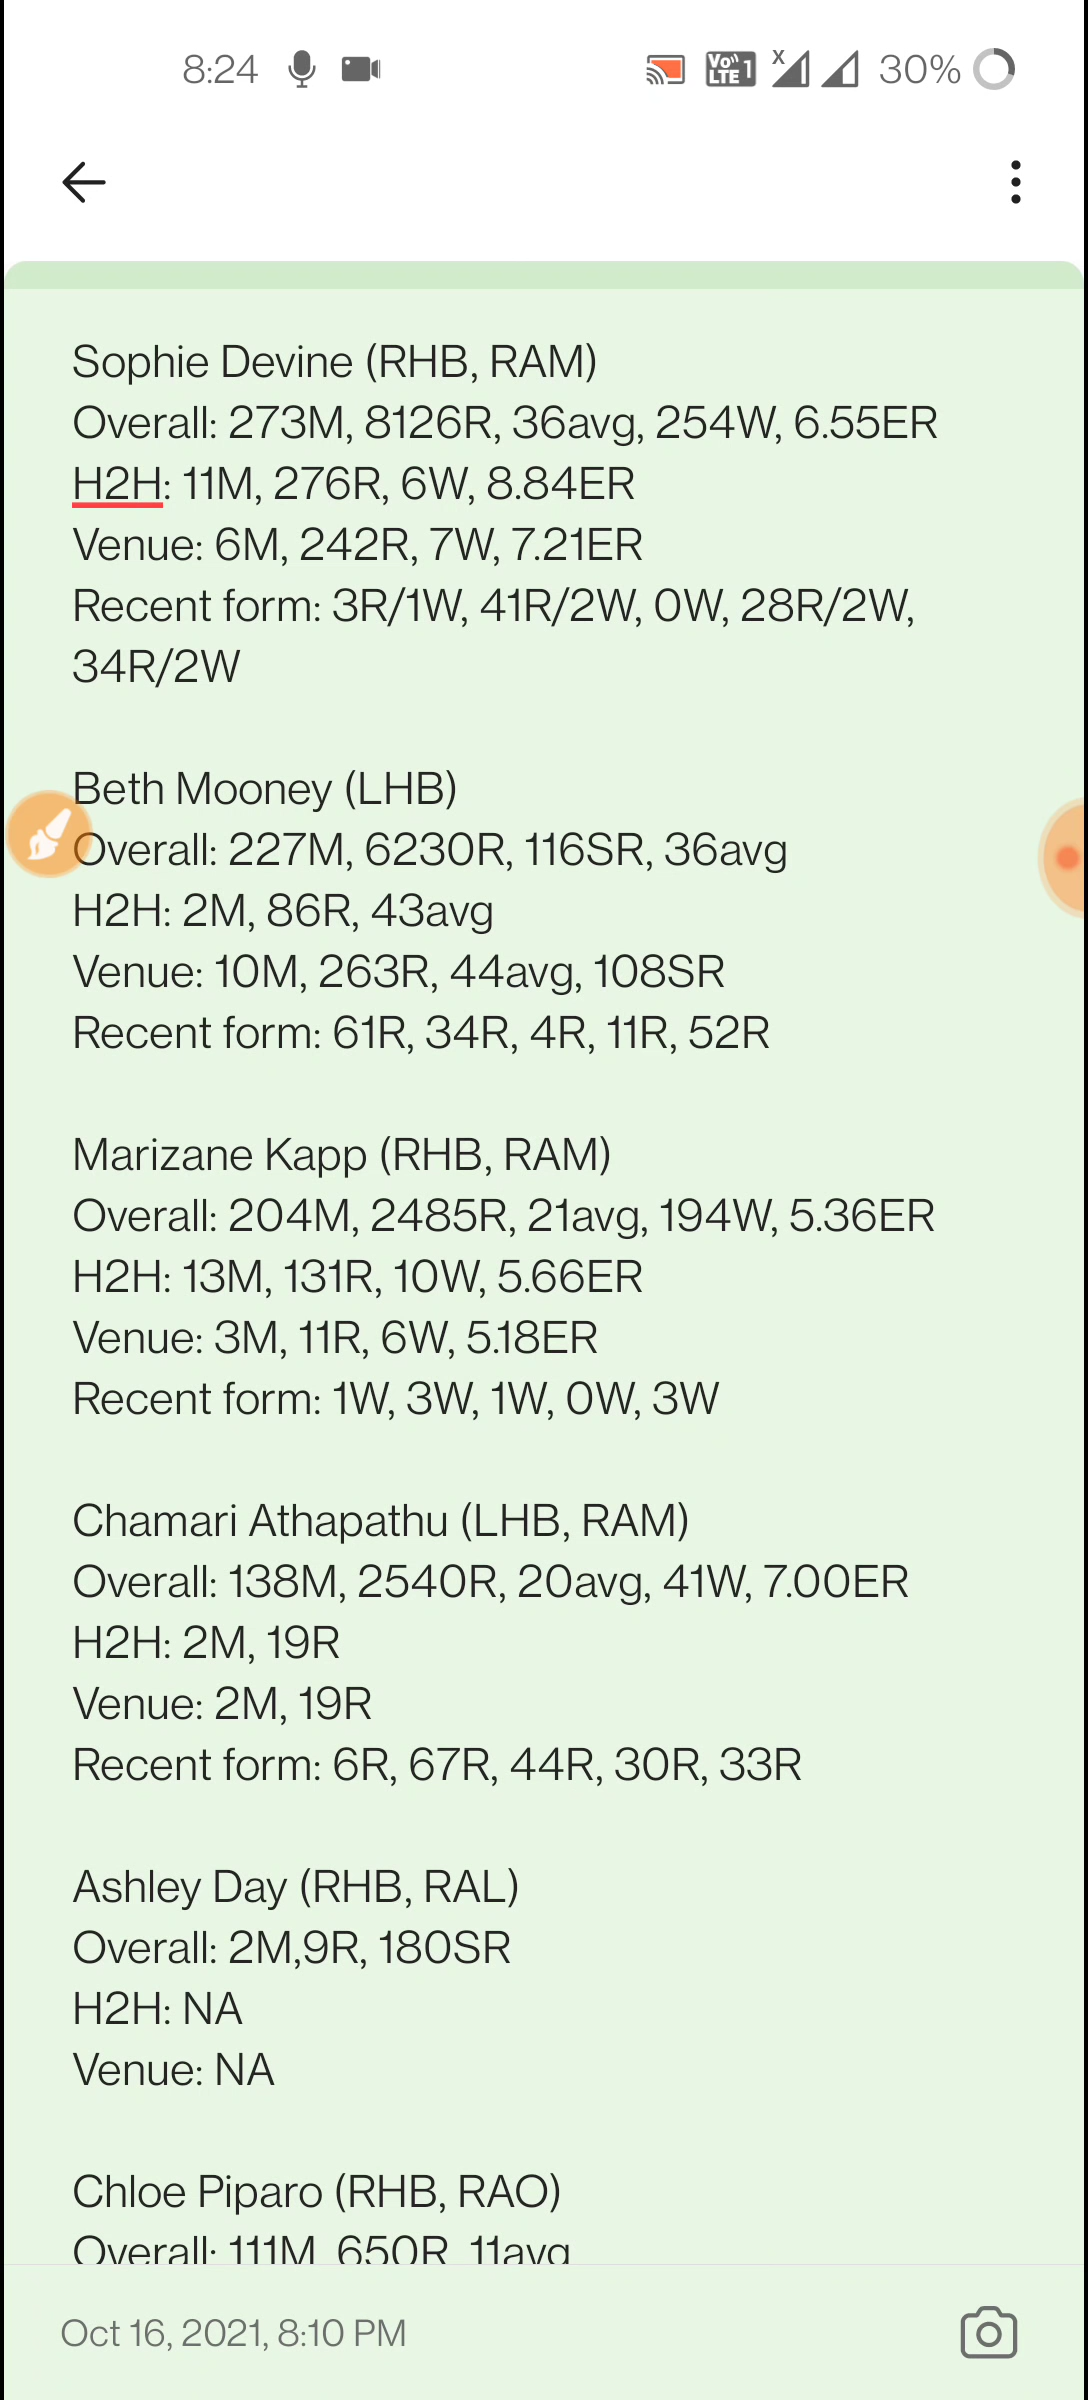 8:24
Vo)) LTE 1 X 30%
Sophie Devine (RHB, RAM)
Overall: 273M, 8126R, 36avg, 254W, 6.55ER
H2H: 11M, 276R, 6W, 8.84ER
Venue: 6M, 242R, 7W, 7.21ER
Recent form: 3R/1W, 41R/2W, 0W, 28R/2W,
34R/2W
Beth Mooney (LHB)
Overall: 227M, 6230R, 116SR, 36avg
H2H: 2M, 86R, 43avg
Venue: 10M, 263R, 44avg, 108SR
Recent form: 61R, 34R, 4R, 11R, 52R
Marizane Kapp (RHB, RAM)
Overall: 204M, 2485R, 21avg, 194W, 5.36ER
H2H: 13M, 131R, 10W, 5.66ER
Venue: 3M, 11R, 6W, 5.18ER
Recent form: 1W, 3W, 1W, 0W, 3W
Chamari Athapathu (LHB, RAM)
Overall: 138M, 2540R, 20avg, 41W, 7.00ER
H2H: 2M, 19R
Venue: 2M, 19R
Recent form: 6R, 67R, 44R, 30R, 33R
Ashley Day (RHB, RAL)
Overall: 2M,9R, 180SR
H2H: NA
Venue: NA
Chloe Piparo (RHB, RAO)
Overall: 111M, 650R, 11avg
Oct 16, 2021, 8:10 PM